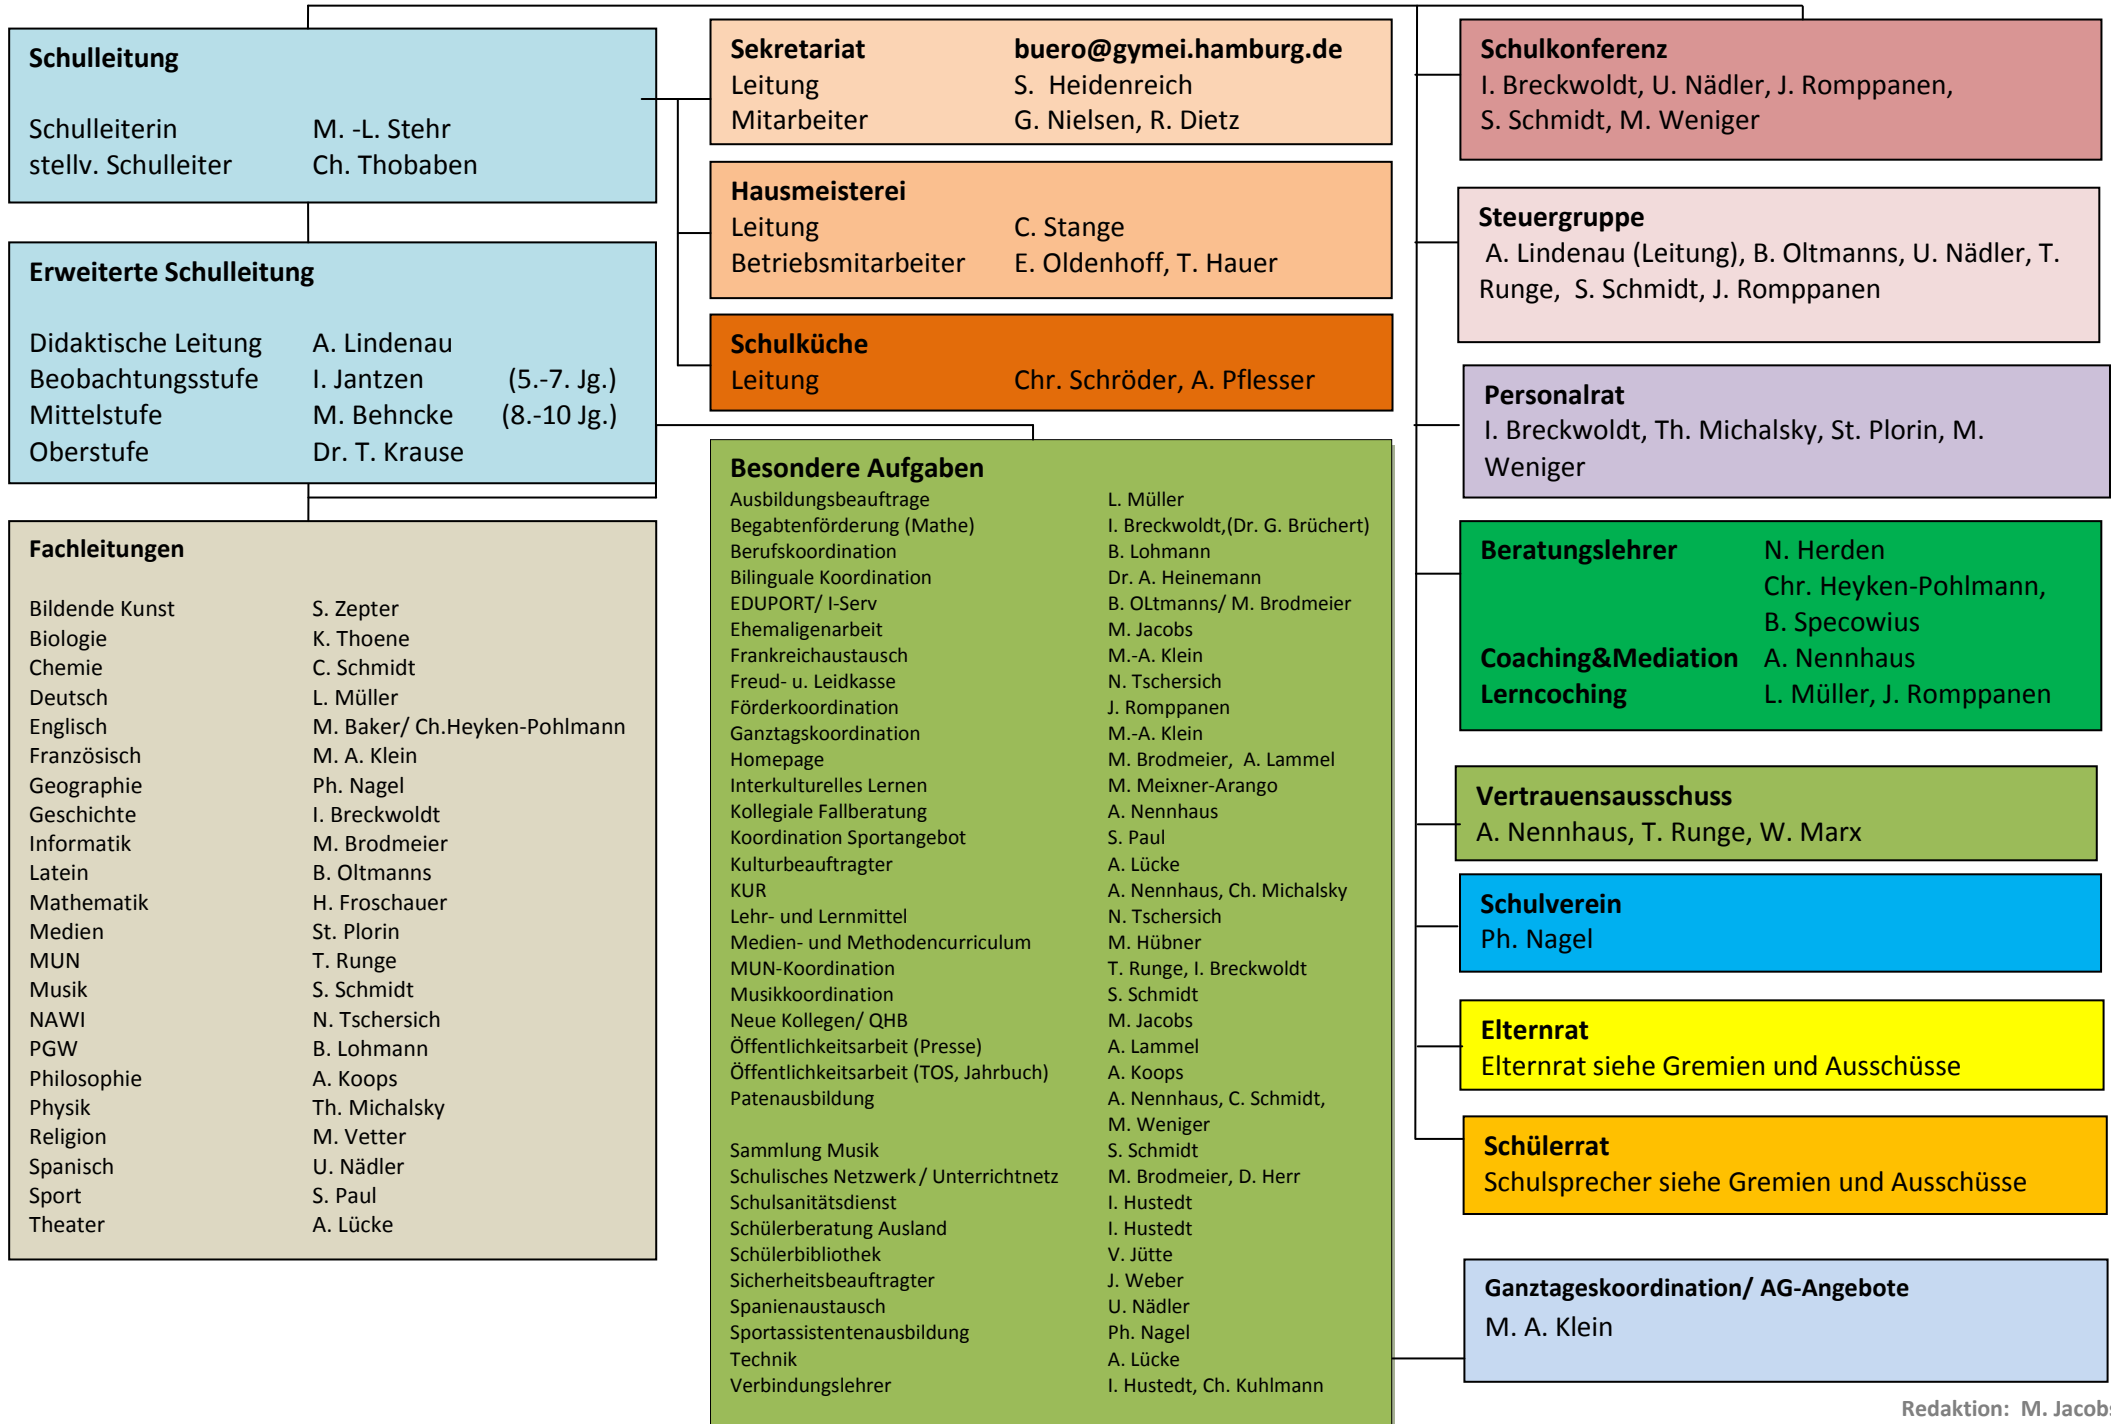 Schulleitung
Schulleiterin M. -L. Stehr
stellv. Schulleiter Ch. Thobaben
Erweiterte Schulleitung
Didaktische Leitung A. Lindenau
Beobachtungsstufe I. Jantzen (5.-7. Jg.)
Mittelstufe M. Behncke (8.-10 Jg.)
Oberstufe Dr. T. Krause
Fachleitungen
Bildende Kunst S. Zepter
Biologie K. Thoene
Chemie C. Schmidt
Deutsch L. Müller
Englisch M. Baker/ Ch.Heyken-Pohlmann
Französisch M. A. Klein
Geographie Ph. Nagel
Geschichte I. Breckwoldt
Informatik M. Brodmeier
Latein B. Oltmanns
Mathematik H. Froschauer
Medien St. Plorin
MUN T. Runge
Musik S. Schmidt
NAWI N. Tschersich
PGW B. Lohmann
Philosophie A. Koops
Physik Th. Michalsky
Religion M. Vetter
Spanisch U. Nädler
Sport S. Paul
Theater A. Lücke
Sekretariat buero@gymei.hamburg.de
Leitung S. Heidenreich
Mitarbeiter G. Nielsen, R. Dietz
Hausmeisterei
Leitung C. Stange
Betriebsmitarbeiter E. Oldenhoff, T. Hauer
Schulküche
Leitung Chr. Schröder, A. Pflesser
Besondere Aufgaben
Ausbildungsbeauftrage L. Müller
Begabtenförderung (Mathe) I. Breckwoldt,(Dr. G. Brüchert)
Berufskoordination B. Lohmann
Bilinguale Koordination Dr. A. Heinemann
EDUPORT/ I-Serv B. OLtmanns/ M. Brodmeier
Ehemaligenarbeit M. Jacobs
Frankreichaustausch M.-A. Klein
Freud- u. Leidkasse N. Tschersich
Förderkoordination J. Romppanen
Ganztagskoordination M.-A. Klein
Homepage M. Brodmeier, A. Lammel
Interkulturelles Lernen M. Meixner-Arango
Kollegiale Fallberatung A. Nennhaus
Koordination Sportangebot S. Paul
Kulturbeauftragter A. Lücke
KUR A. Nennhaus, Ch. Michalsky
Lehr- und Lernmittel N. Tschersich
Medien- und Methodencurriculum M. Hübner
MUN-Koordination T. Runge, I. Breckwoldt
Musikkoordination S. Schmidt
Neue Kollegen/ QHB M. Jacobs
Öffentlichkeitsarbeit (Presse) A. Lammel
Öffentlichkeitsarbeit (TOS, Jahrbuch) A. Koops
Patenausbildung A. Nennhaus, C. Schmidt,
M. Weniger
Sammlung Musik S. Schmidt
Schulisches Netzwerk / Unterrichtnetz M. Brodmeier, D. Herr
Schulsanitätsdienst I. Hustedt
Schülerberatung Ausland I. Hustedt
Schülerbibliothek V. Jütte
Sicherheitsbeauftragter J. Weber
Spanienaustausch U. Nädler
Sportassistentenausbildung Ph. Nagel
Technik A. Lücke
Verbindungslehrer I. Hustedt, Ch. Kuhlmann
Schulkonferenz
I. Breckwoldt, U. Nädler, J. Romppanen,
S. Schmidt, M. Weniger
Steuergruppe
A. Lindenau (Leitung), B. Oltmanns, U. Nädler, T.
Runge, S. Schmidt, J. Romppanen
Personalrat
I. Breckwoldt, Th. Michalsky, St. Plorin, M.
Weniger
Beratungslehrer N. Herden
Chr. Heyken-Pohlmann,
B. Specowius
Coaching&Mediation A. Nennhaus
Lerncoching L. Müller, J. Romppanen
Vertrauensausschuss
A. Nennhaus, T. Runge, W. Marx
Schulverein
Ph. Nagel
Elternrat
Elternrat siehe Gremien und Ausschüsse
Schülerrat
Schulsprecher siehe Gremien und Ausschüsse
Ganztageskoordination/ AG-Angebote
M. A. Klein
Redaktion: M. Jacobs